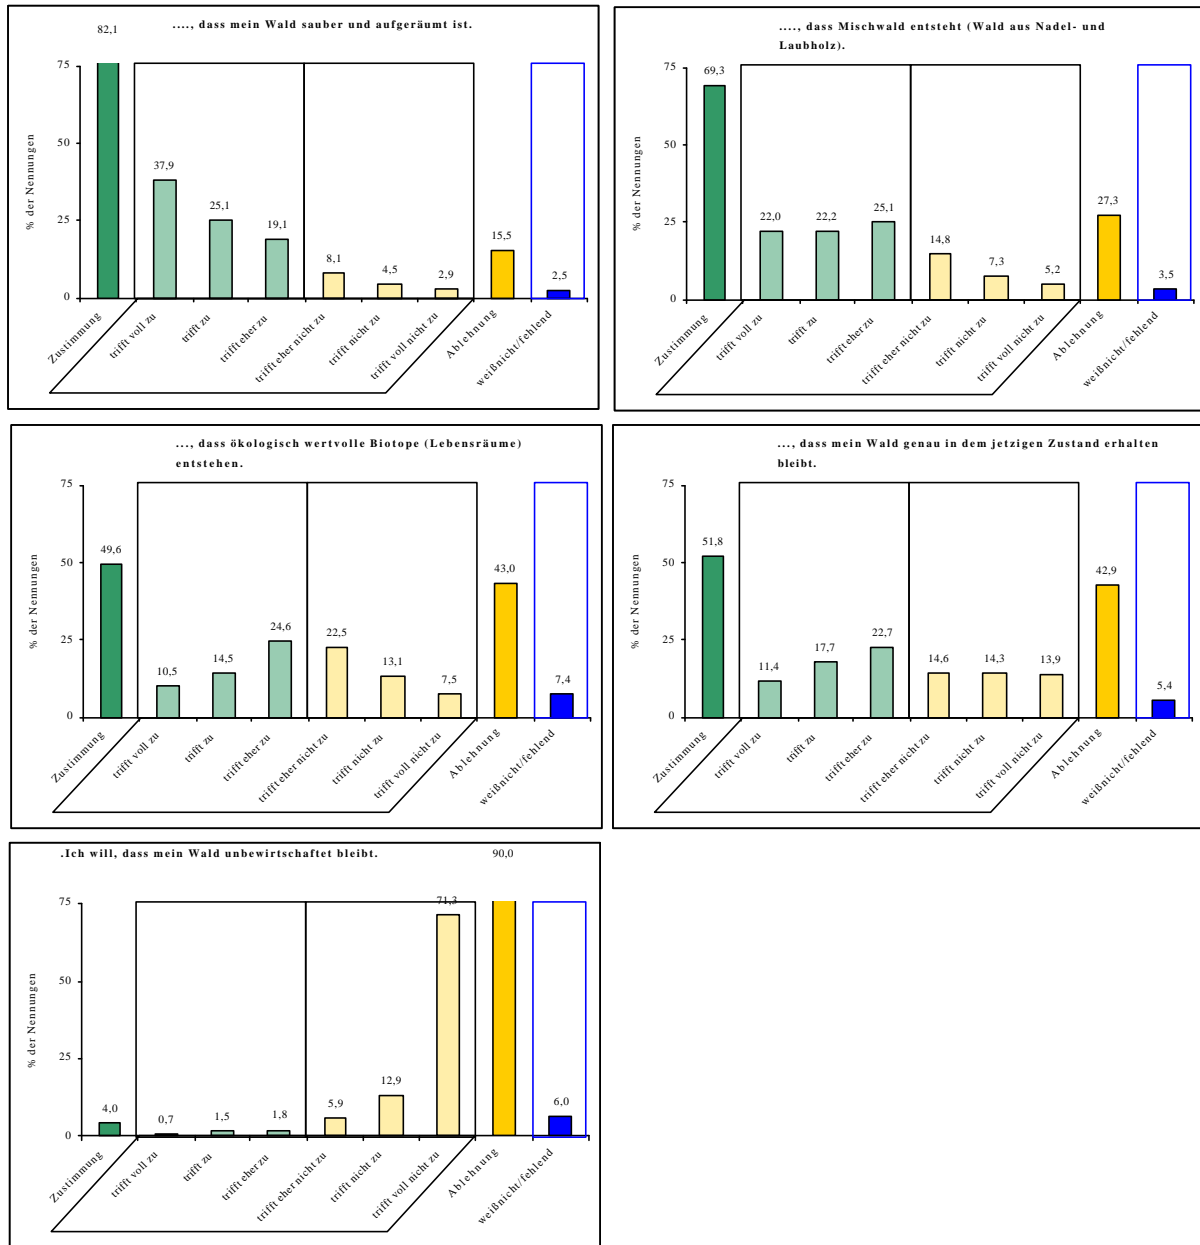 ...., dass mein Wald sauber und aufgeräumt ist.
82,1
75
50
25
0
% der Nennungen
37,9
25,1
19,1
8,1
4,5
2,9
15,5
2,5
Zustimmung
trifft voll zu
trifft zu
trifft eher zu
trifft eher nicht zu
trifft nicht zu
trifft voll nicht zu
Ablehnung
weißnicht/fehlend
...., dass Mischwald entsteht (Wald aus Nadel- und
Laubholz).
75
50
25
0
% der Nennungen
69,3
22,0
22,2
25,1
14,8
7,3
5,2
27,3
3,5
Zustimmung
trifft voll zu
trifft zu
trifft eher zu
trifft eher nicht zu
trifft nicht zu
trifft voll nicht zu
Ablehnung
weißnicht/fehlend
..., dass ökologisch wertvolle Biotope (Lebensräume)
entstehen.
75
50
25
0
% der Nennungen
49,6
10,5
14,5
24,6
22,5
13,1
7,5
43,0
7,4
Zustimmung
trifft voll zu
trifft zu
trifft eher zu
trifft eher nicht zu
trifft nicht zu
trifft voll nicht zu
Ablehnung
weißnicht/fehlend
..., dass mein Wald genau in dem jetzigen Zustand erhalten
bleibt.
75
50
25
0
% der Nennungen
51,8
11,4
17,7
22,7
14,6
14,3
13,9
42,9
5,4
Zustimmung
trifft voll zu
trifft zu
trifft eher zu
trifft eher nicht zu
trifft nicht zu
trifft voll nicht zu
Ablehnung
weißnicht/fehlend
.Ich will, dass mein Wald unbewirtschaftet bleibt.
90,0
75
50
25
0
% der Nennungen
4,0
0,7
1,5
1,8
5,9
12,9
71,3
6,0
Zustimmung
trifft voll zu
trifft zu
trifft eher zu
trifft eher nicht zu
trifft nicht zu
trifft voll nicht zu
Ablehnung
weißnicht/fehlend